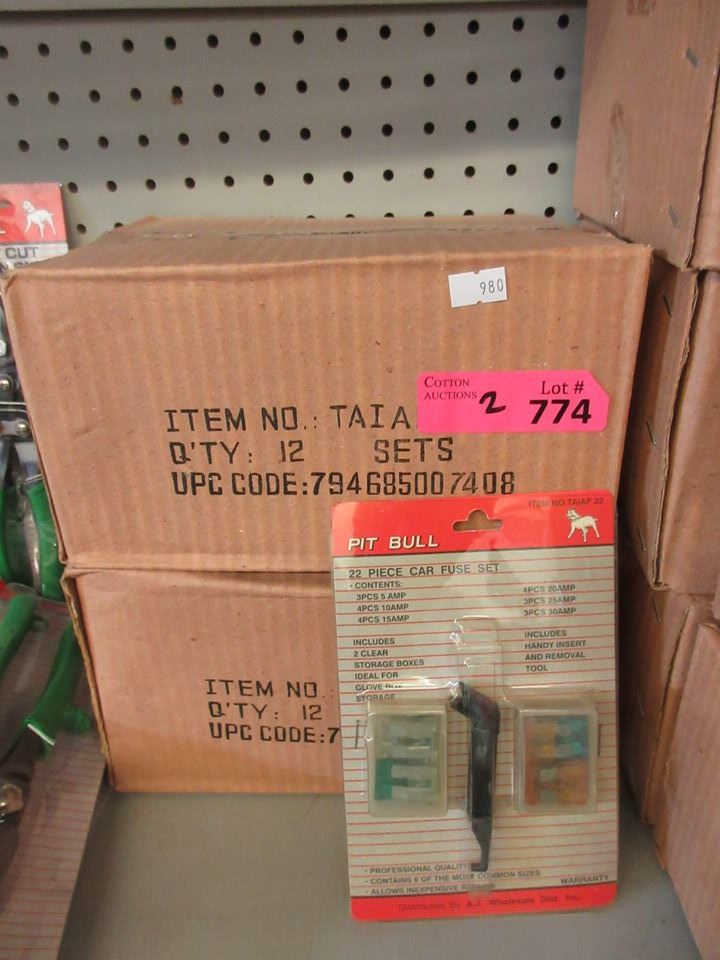 CUT
980
COTTON
AUCTIONS 2 Lot #
774
ITEM NO.: TAIA
Q'TY: 12 SETS
UPC CODE:794685007408
ITEM NO.
Q'TY: 12
UPC CODE:7
ITEM NO.TAIAF 22
PIT BULL
22 PIECE CAR FUSE SET
• CONTENTS:
3PCS 5 AMP
4PCS 10AMP
4PCS 15AMP
4PCS 20AMP
3PCS 25AMP
3PCS 30AMP
INCLUDES
2 CLEAR
STORAGE BOXES
IDEAL FOR
GLOVE BOX
STORAGE
INCLUDES
HANDY INSERT
AND REMOVAL
TOOL
• PROFESSIONAL QUALITY
• CONTAINS 6 OF THE MOST COMMON SIZES
• ALLOWS INEXPENSIVE REPAIRS
WARRANTY
Distributed by A.J. Wholesale Dist. Inc.